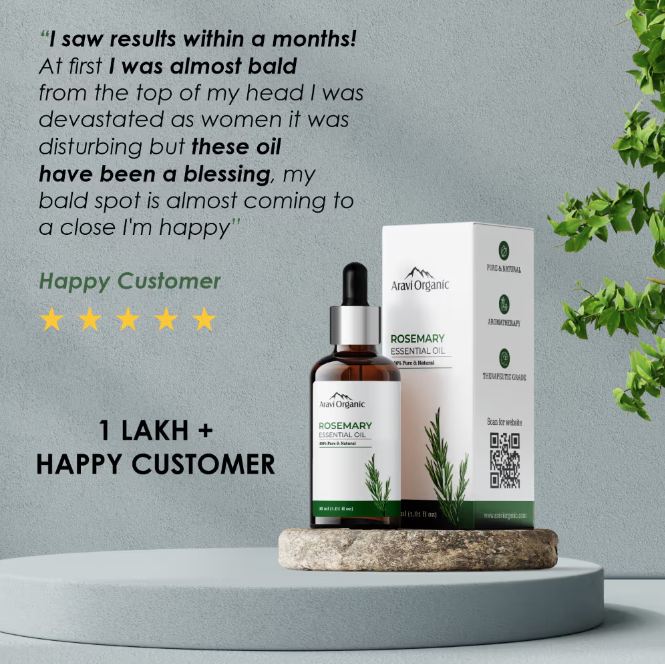 “I saw results within a months!
At first I was almost bald
from the top of my head I was
devastated as women it was
disturbing but these oil
have been a blessing, my
bald spot is almost coming to
a close I'm happy”
Happy Customer
1 LAKH +
HAPPY CUSTOMER
Aravi Organic
ROSEMARY
ESSENTIAL OIL
100% Pure & Natural
30 ml (1.01 fl oz)
Aravi Organic
ROSEMARY
ESSENTIAL OIL
100% Pure & Natural
ml (1.01 fl oz)
PURE & NATURAL
AROMATHERAPY
THERAPEUTIC GRADE
Scan for website